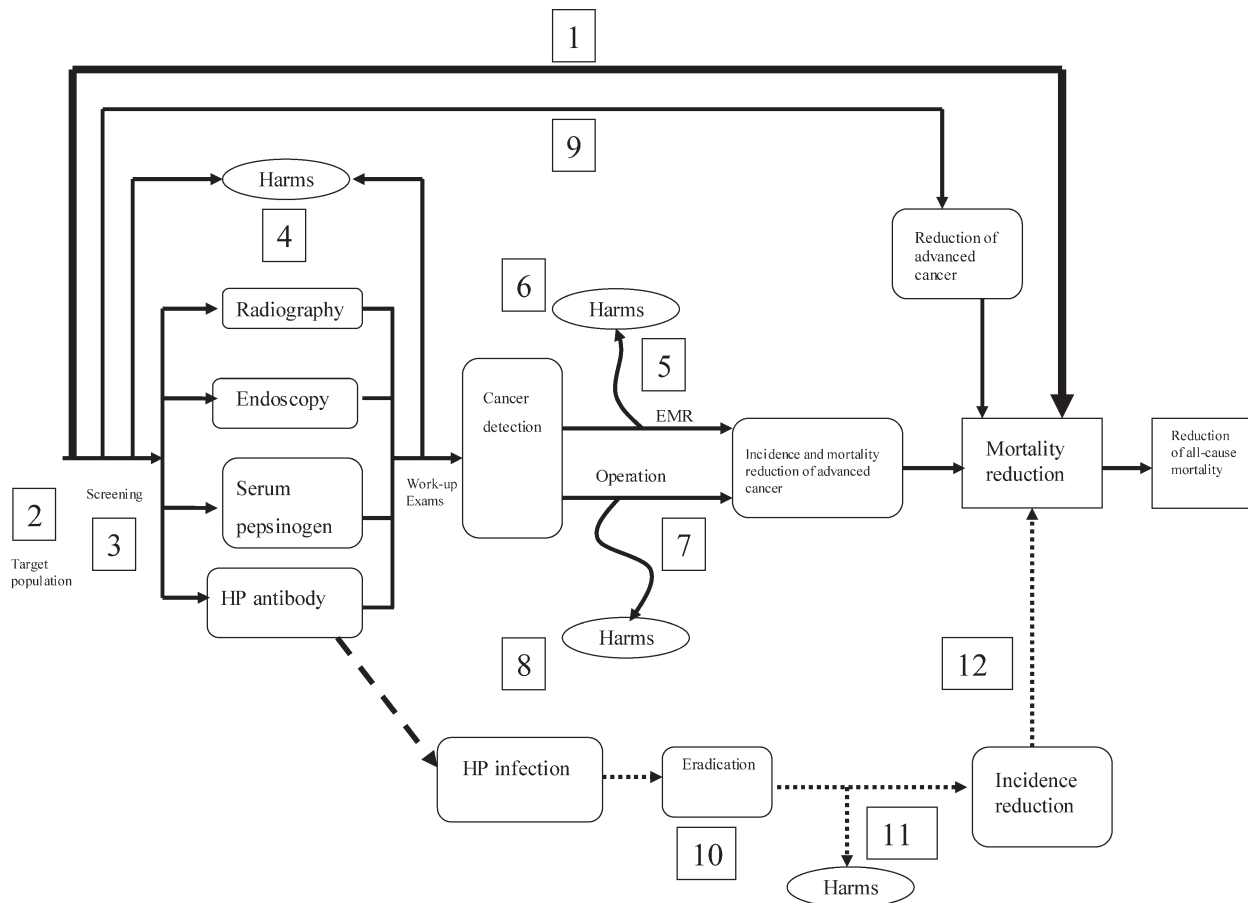 1
9
Harms
4
Reduction of
advanced
cancer
6
Harms
Radiography
5
Endoscopy
Cancer
detection
EMR
Mortality
reduction
Reduction
of all-cause
mortality
Incidence and mortality
reduction of advanced
cancer
Operation
Work-up
Exams
Screening
2
3
Target
population
Serum
pepsinogen
7
HP antibody
8
Harms
12
HP infection
Eradication
Incidence
reduction
10
11
Harms